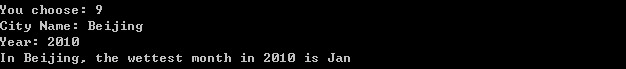 You choose: 9
City Name: Beijing
Year: 2010
In Beijing, the wettest month in 2010 is Jan